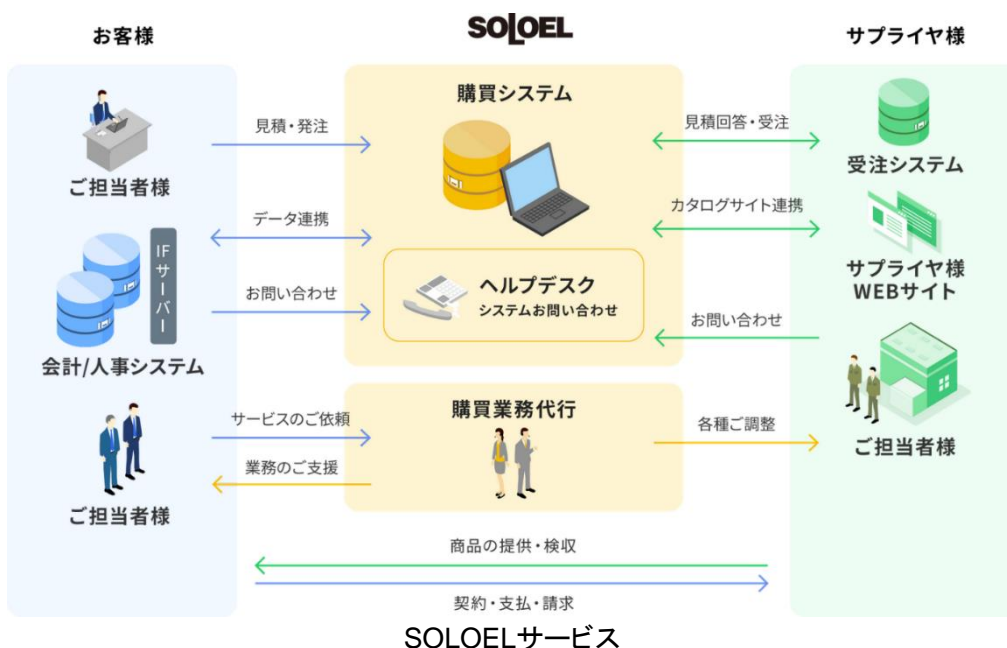 お客様
SOLOEL
サプライヤ様
ご担当者様
見積・発注
購買システム
見積回答・受注
受注システム
データ連携
カタログサイト連携
IFサーバー
会計/人事システム
お問い合わせ
ヘルプデスク
システムお問い合わせ
サプライヤ様
WEBサイト
お問い合わせ
ご担当者様
サービスのご依頼
業務のご支援
購買業務代行
各種ご調整
ご担当者様
商品の提供・検収
契約・支払・請求
SOLOELサービス